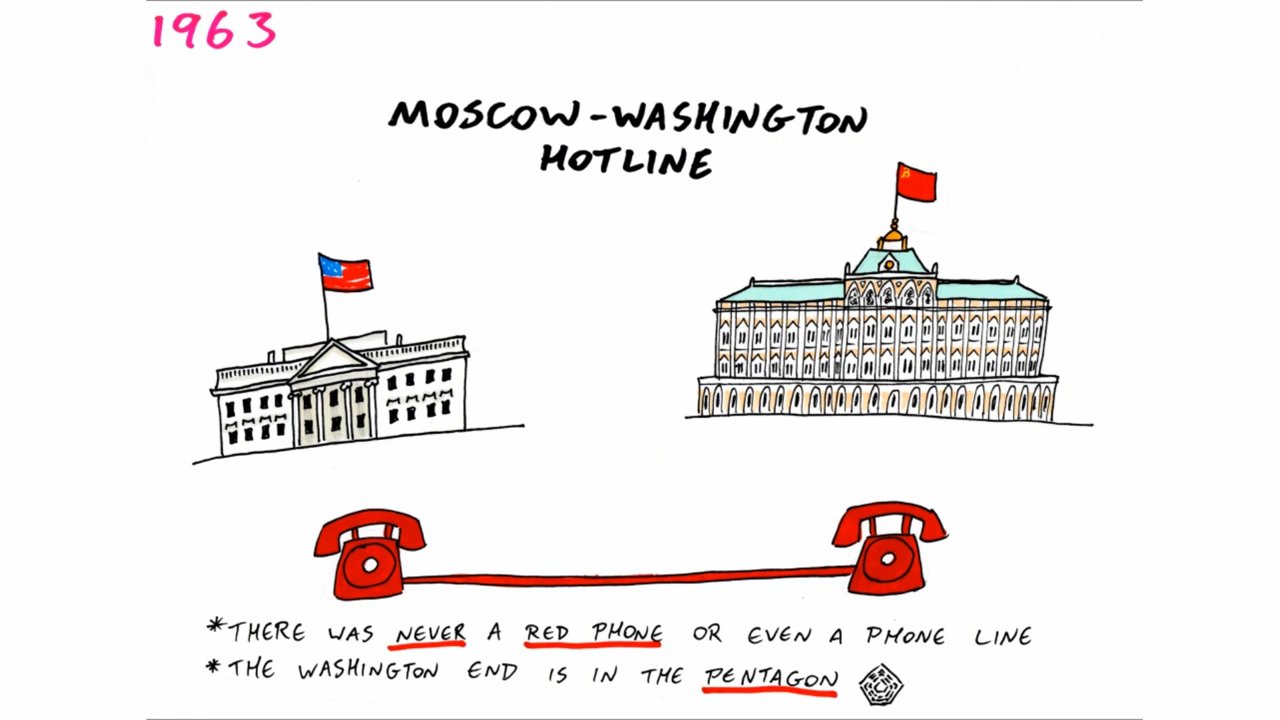 1963
MOSCOW-WASHINGTON
HOTLINE
*THERE WAS NEVER A RED PHONE OR EVEN A PHONE LINE
*THE WASHINGTON END IS IN THE PENTAGON